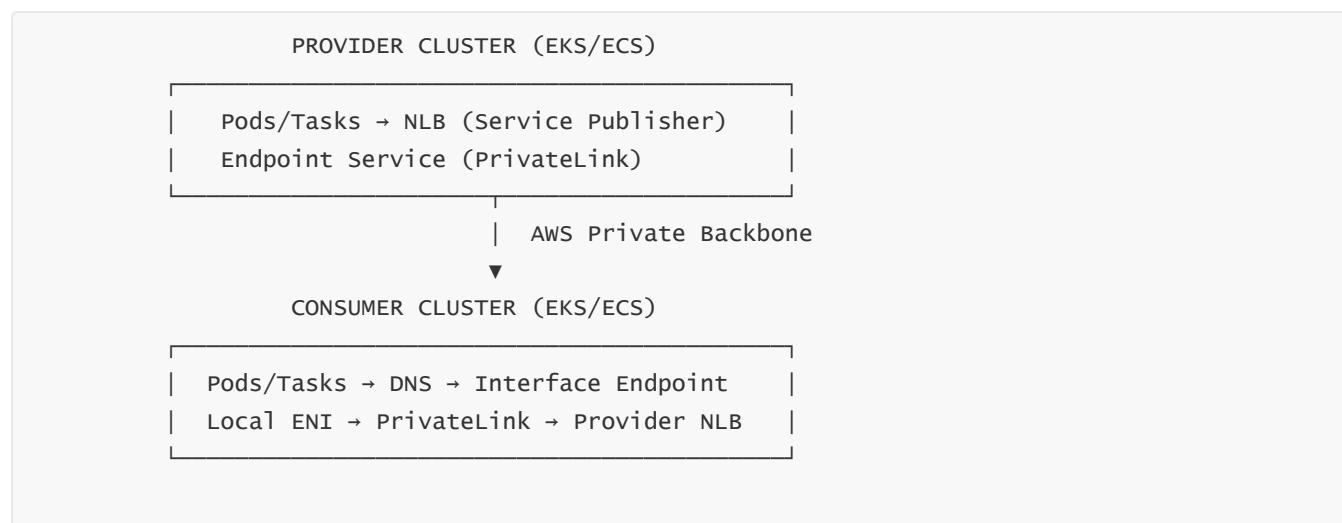 PROVIDER CLUSTER (EKS/ECS)
Pods/Tasks → NLB (Service Publisher)
Endpoint Service (PrivateLink)
AWS Private Backbone
CONSUMER CLUSTER (EKS/ECS)
Pods/Tasks → DNS → Interface Endpoint
Local ENI → PrivateLink → Provider NLB